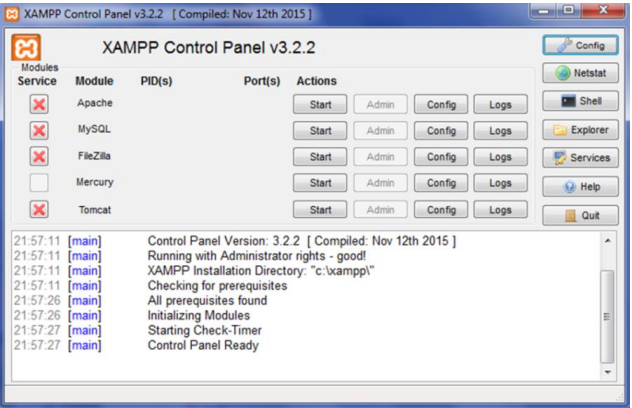 XAMPP Control Panel v3.2.2 [ Compiled: Nov 12th 2015 ]
XAMPP Control Panel v3.2.2
Config
Modules
Service Module PID(s) Port(s) Actions
Netstat
Apache Start Admin Config Logs
Shell
MySQL Start Admin Config Logs
Explorer
FileZilla Start Admin Config Logs
Services
Mercury Start Admin Config Logs
Help
Tomcat Start Admin Config Logs
Quit
21:57:11 [main] Control Panel Version: 3.2.2 [ Compiled: Nov 12th 2015 ]
21:57:11 [main] Running with Administrator rights - good!
21:57:11 [main] XAMPP Installation Directory: "c:\xampp\"
21:57:11 [main] Checking for prerequisites
21:57:26 [main] All prerequisites found
21:57:26 [main] Initializing Modules
21:57:27 [main] Starting Check-Timer
21:57:27 [main] Control Panel Ready